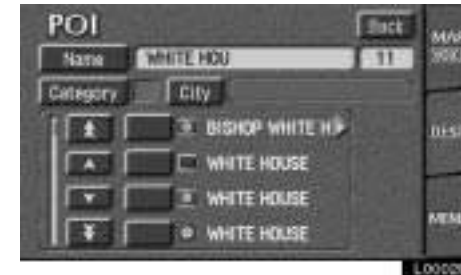 POI Back
Name WHITE HOU 11
Category City
BISHOP WHITE H
WHITE HOUSE
WHITE HOUSE
WHITE HOUSE